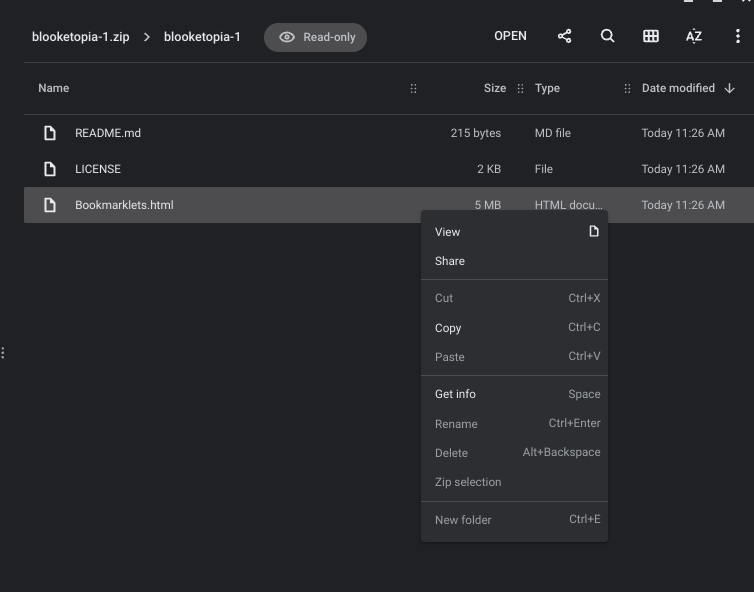 blooketopia-1.zip > blooketopia-1 Read-only OPEN AZ
Name Size Type Date modified
README.md 215 bytes MD file Today 11:26 AM
LICENSE 2 KB File Today 11:26 AM
Bookmarklets.html 5 MB HTML docu... Today 11:26 AM
View
Share
Cut Ctrl+X
Copy Ctrl+C
Paste Ctrl+V
Get info Space
Rename Ctrl+Enter
Delete Alt+Backspace
Zip selection
New folder Ctrl+E